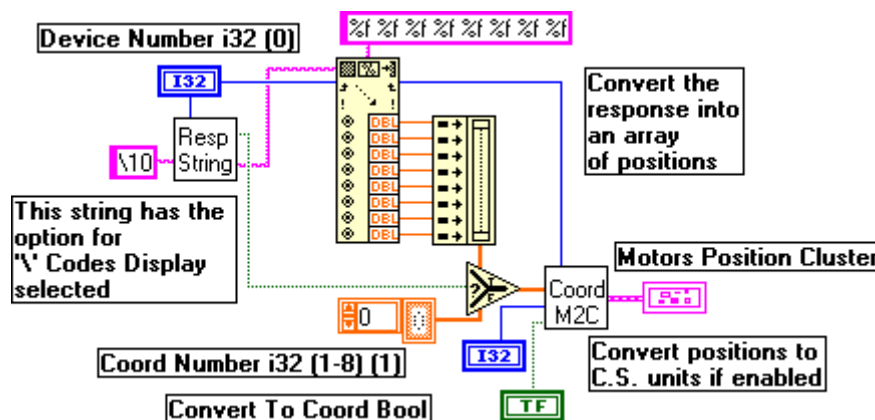 %f %f %f %f %f %f %f %f
Device Number i32 (0)
I32
Resp
String
\10
DBL
DBL
DBL
DBL
DBL
DBL
DBL
DBL
Convert the
response into
an array
of positions
This string has the
option for
'\' Codes Display
selected
? T
F
0
0
Coord
M2C
Motors Position Cluster
I32
Coord Number i32 (1-8) (1)
Convert positions to
C.S. units if enabled
Convert To Coord Bool
TF